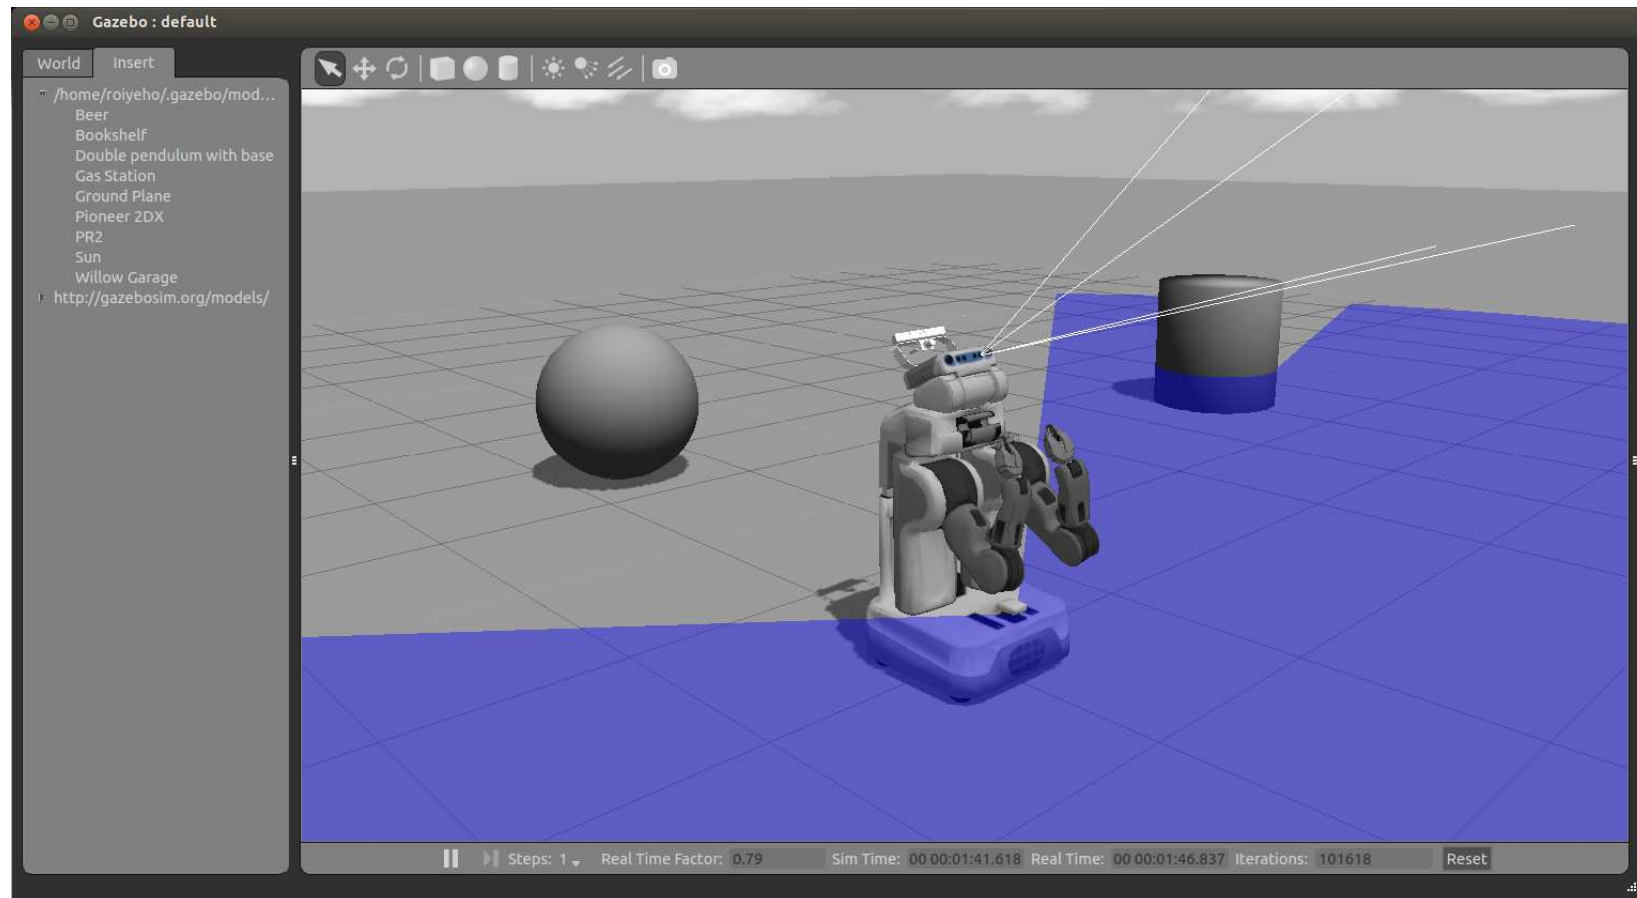 Gazebo : default
World Insert
/home/roiyeho/.gazebo/mod...
Beer
Bookshelf
Double pendulum with base
Gas Station
Ground Plane
Pioneer 2DX
PR2
Sun
Willow Garage
http://gazebosim.org/models/
Steps: 1 Real Time Factor: 0.79 Sim Time: 00 00:01:41.618 Real Time: 00 00:01:46.837 Iterations: 101618 Reset